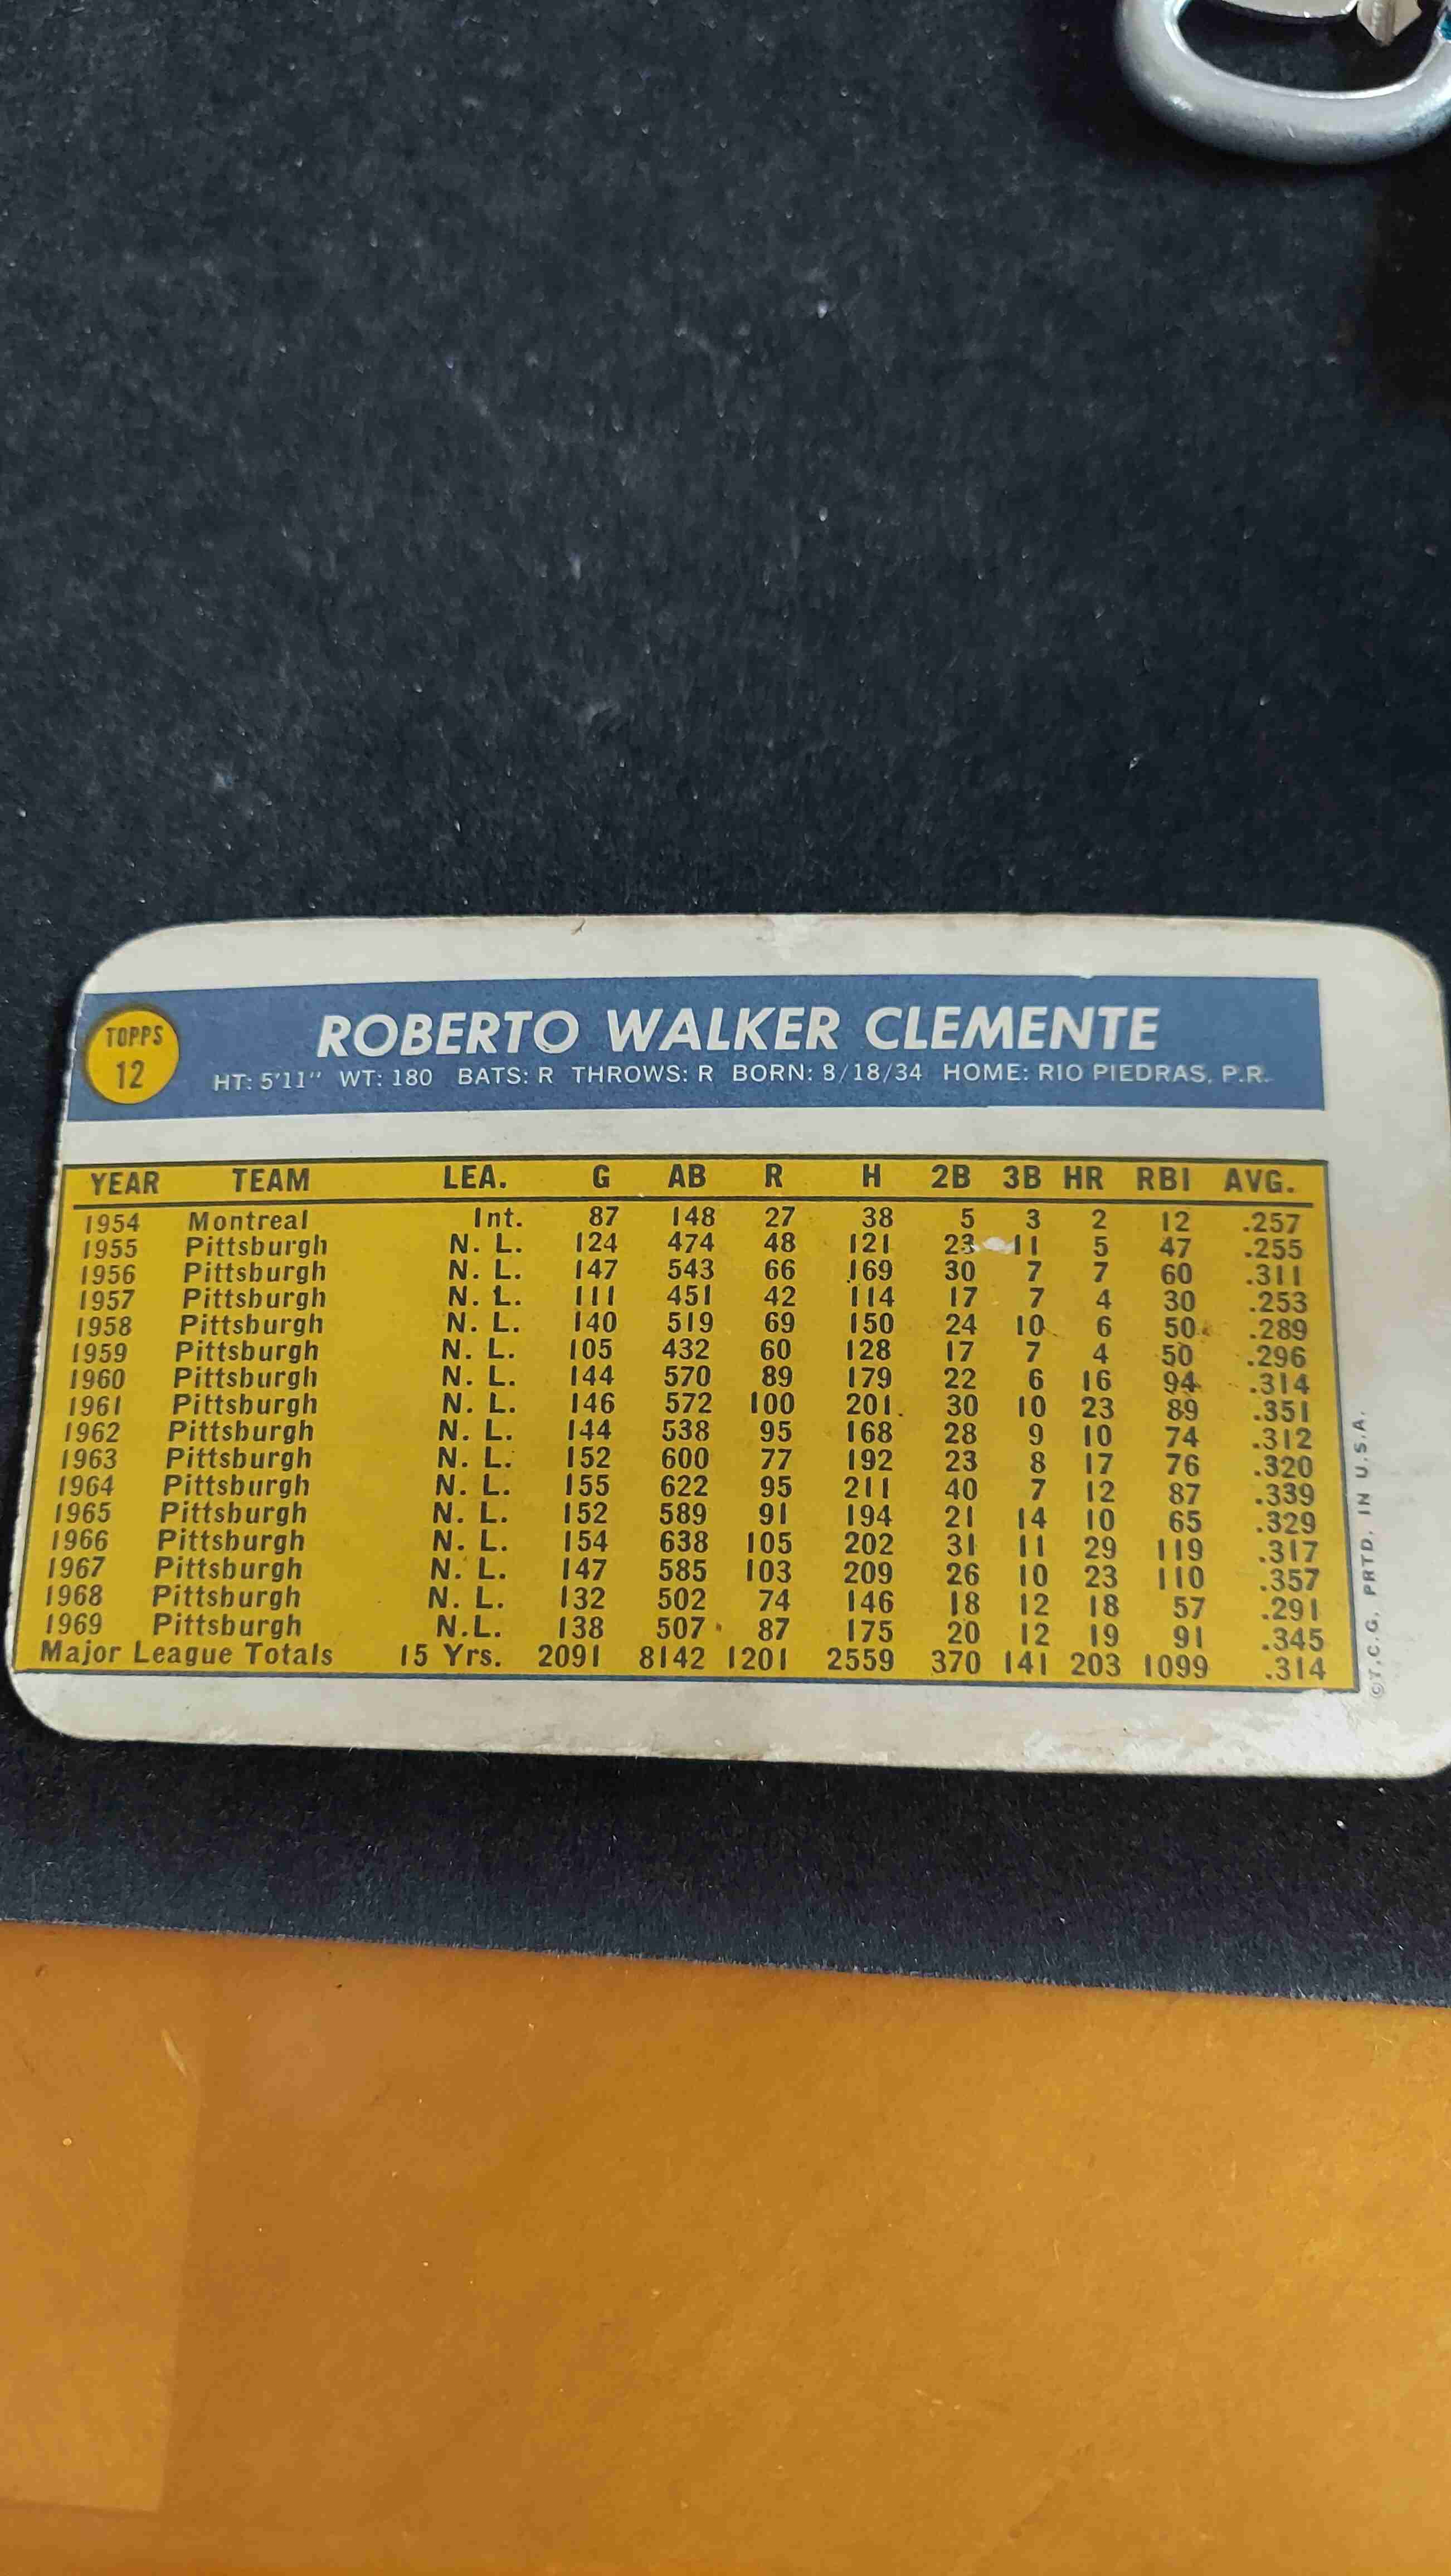 TOPPS
12
ROBERTO WALKER CLEMENTE
HT: 5'11" WT: 180 BATS: R THROWS: R BORN: 8/18/34 HOME: RIO PIEDRAS, P.R.
YEAR TEAM LEA. G AB R H 2B 3B HR RBI AVG.
1954 Montreal Int. 87 148 27 38 5 3 2 12 .257
1955 Pittsburgh N. L. 124 474 48 121 23 11 5 47 .255
1956 Pittsburgh N. L. 147 543 66 169 30 7 7 60 .311
1957 Pittsburgh N. L. 111 451 42 114 17 7 4 30 .253
1958 Pittsburgh N. L. 140 519 69 150 24 10 6 50 .289
1959 Pittsburgh N. L. 105 432 60 128 17 7 4 50 .296
1960 Pittsburgh N. L. 144 570 89 179 22 6 16 94 .314
1961 Pittsburgh N. L. 146 572 100 201 30 10 23 89 .351
1962 Pittsburgh N. L. 144 538 95 168 28 9 10 74 .312
1963 Pittsburgh N. L. 152 600 77 192 23 8 17 76 .320
1964 Pittsburgh N. L. 155 622 95 211 40 7 12 87 .339
1965 Pittsburgh N. L. 152 589 91 194 21 14 10 65 .329
1966 Pittsburgh N. L. 154 638 105 202 31 11 29 119 .317
1967 Pittsburgh N. L. 147 585 103 209 26 10 23 110 .357
1968 Pittsburgh N. L. 132 502 74 146 18 12 18 57 .291
1969 Pittsburgh N.L. 138 507 87 175 20 12 19 91 .345
Major League Totals 15 Yrs. 2091 8142 1201 2559 370 141 203 1099 .314
©T.C.G. PRTD. IN U.S.A.